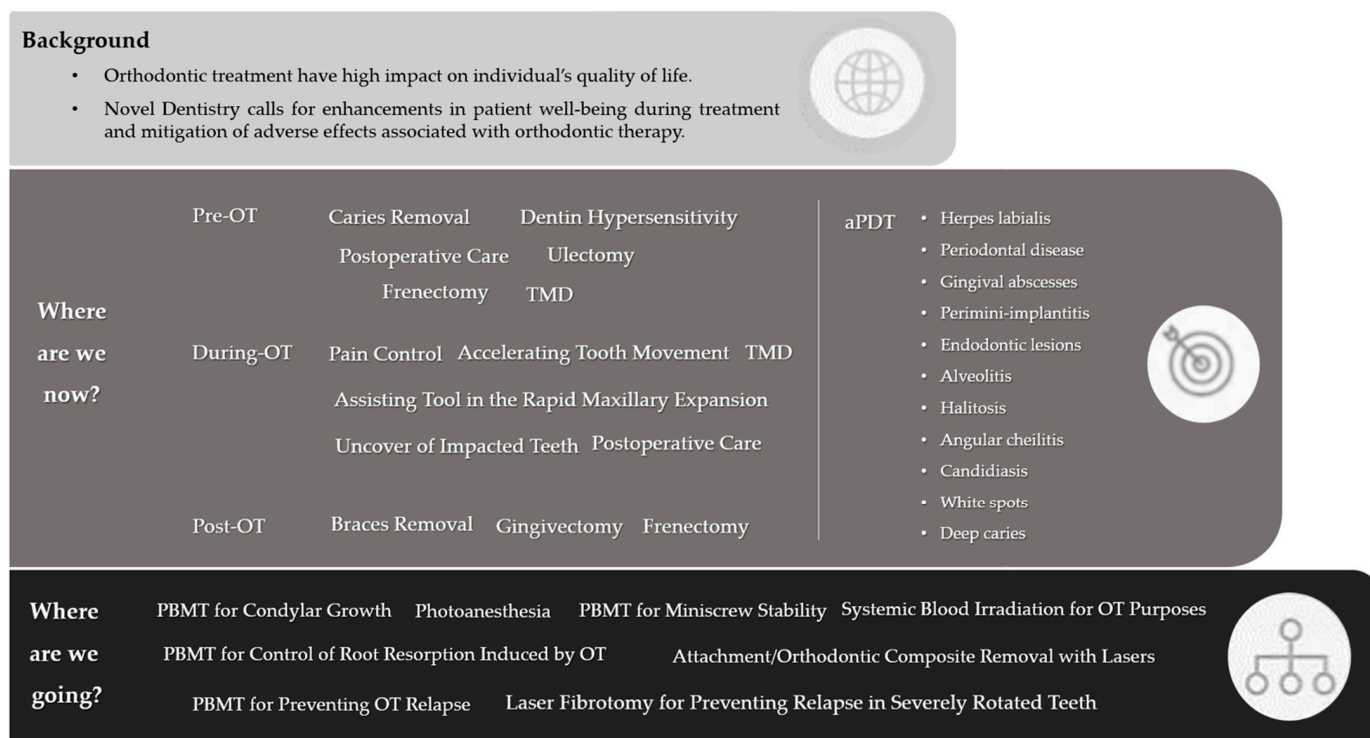 Background
• Orthodontic treatment have high impact on individual's quality of life.
• Novel Dentistry calls for enhancements in patient well-being during treatment
and mitigation of adverse effects associated with orthodontic therapy.
Where
are we
now?
Pre-OT
Caries Removal Dentin Hypersensitivity
Postoperative Care Ulectomy
Frenectomy TMD
During-OT
Pain Control Accelerating Tooth Movement TMD
Assisting Tool in the Rapid Maxillary Expansion
Uncover of Impacted Teeth Postoperative Care
Post-OT
Braces Removal Gingivectomy Frenectomy
aPDT
• Herpes labialis
• Periodontal disease
• Gingival abscesses
• Perimini-implantitis
• Endodontic lesions
• Alveolitis
• Halitosis
• Angular cheilitis
• Candidiasis
• White spots
• Deep caries
Where
are we
going?
PBMT for Condylar Growth Photoanesthesia PBMT for Miniscrew Stability Systemic Blood Irradiation for OT Purposes
PBMT for Control of Root Resorption Induced by OT Attachment/Orthodontic Composite Removal with Lasers
PBMT for Preventing OT Relapse Laser Fibrotomy for Preventing Relapse in Severely Rotated Teeth